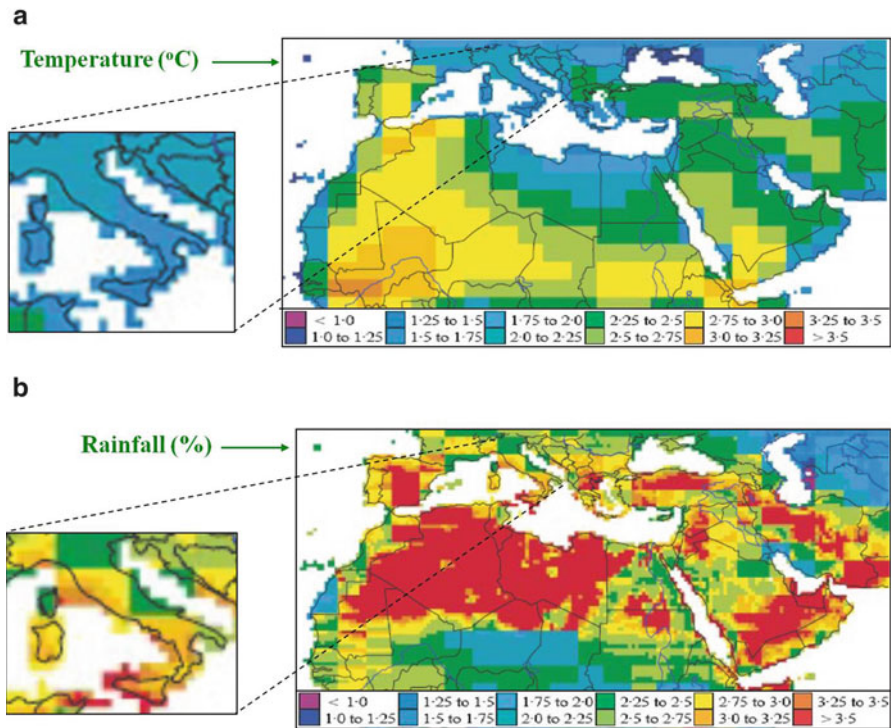 a
Temperature (ºC)
< 1·0 1·25 to 1·5 1·75 to 2·0 2·25 to 2·5 2·75 to 3·0 3·25 to 3·5
1·0 to 1·25 1·5 to 1·75 2·0 to 2·25 2·5 to 2·75 3·0 to 3·25 > 3·5
b
Rainfall (%)
< 1·0 1·25 to 1·5 1·75 to 2·0 2·25 to 2·5 2·75 to 3·0 3·25 to 3·5
1·0 to 1·25 1·5 to 1·75 2·0 to 2·25 2·5 to 2·75 3·0 to 3·25 > 3·5